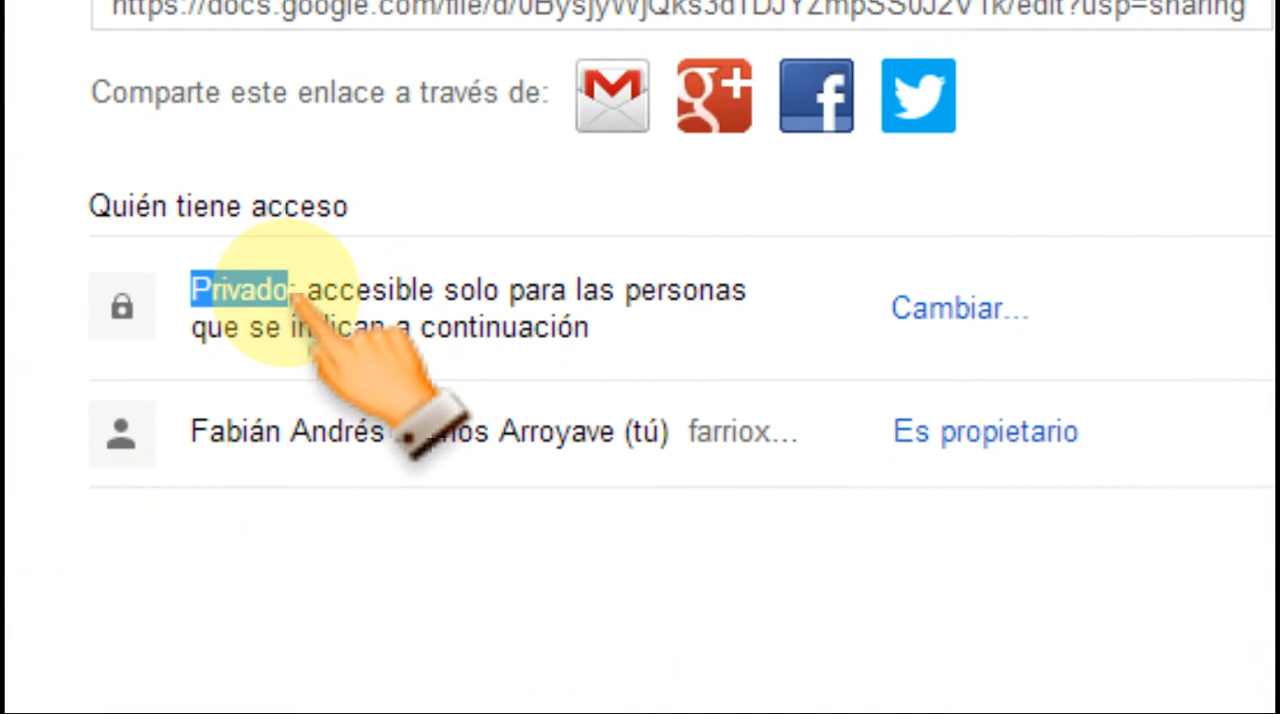 Comparte este enlace a través de:
Quién tiene acceso
Privado: accesible solo para las personas
que se indican a continuación
Cambiar...
Fabián Andrés Arroyave (tú) farriox...
Es propietario